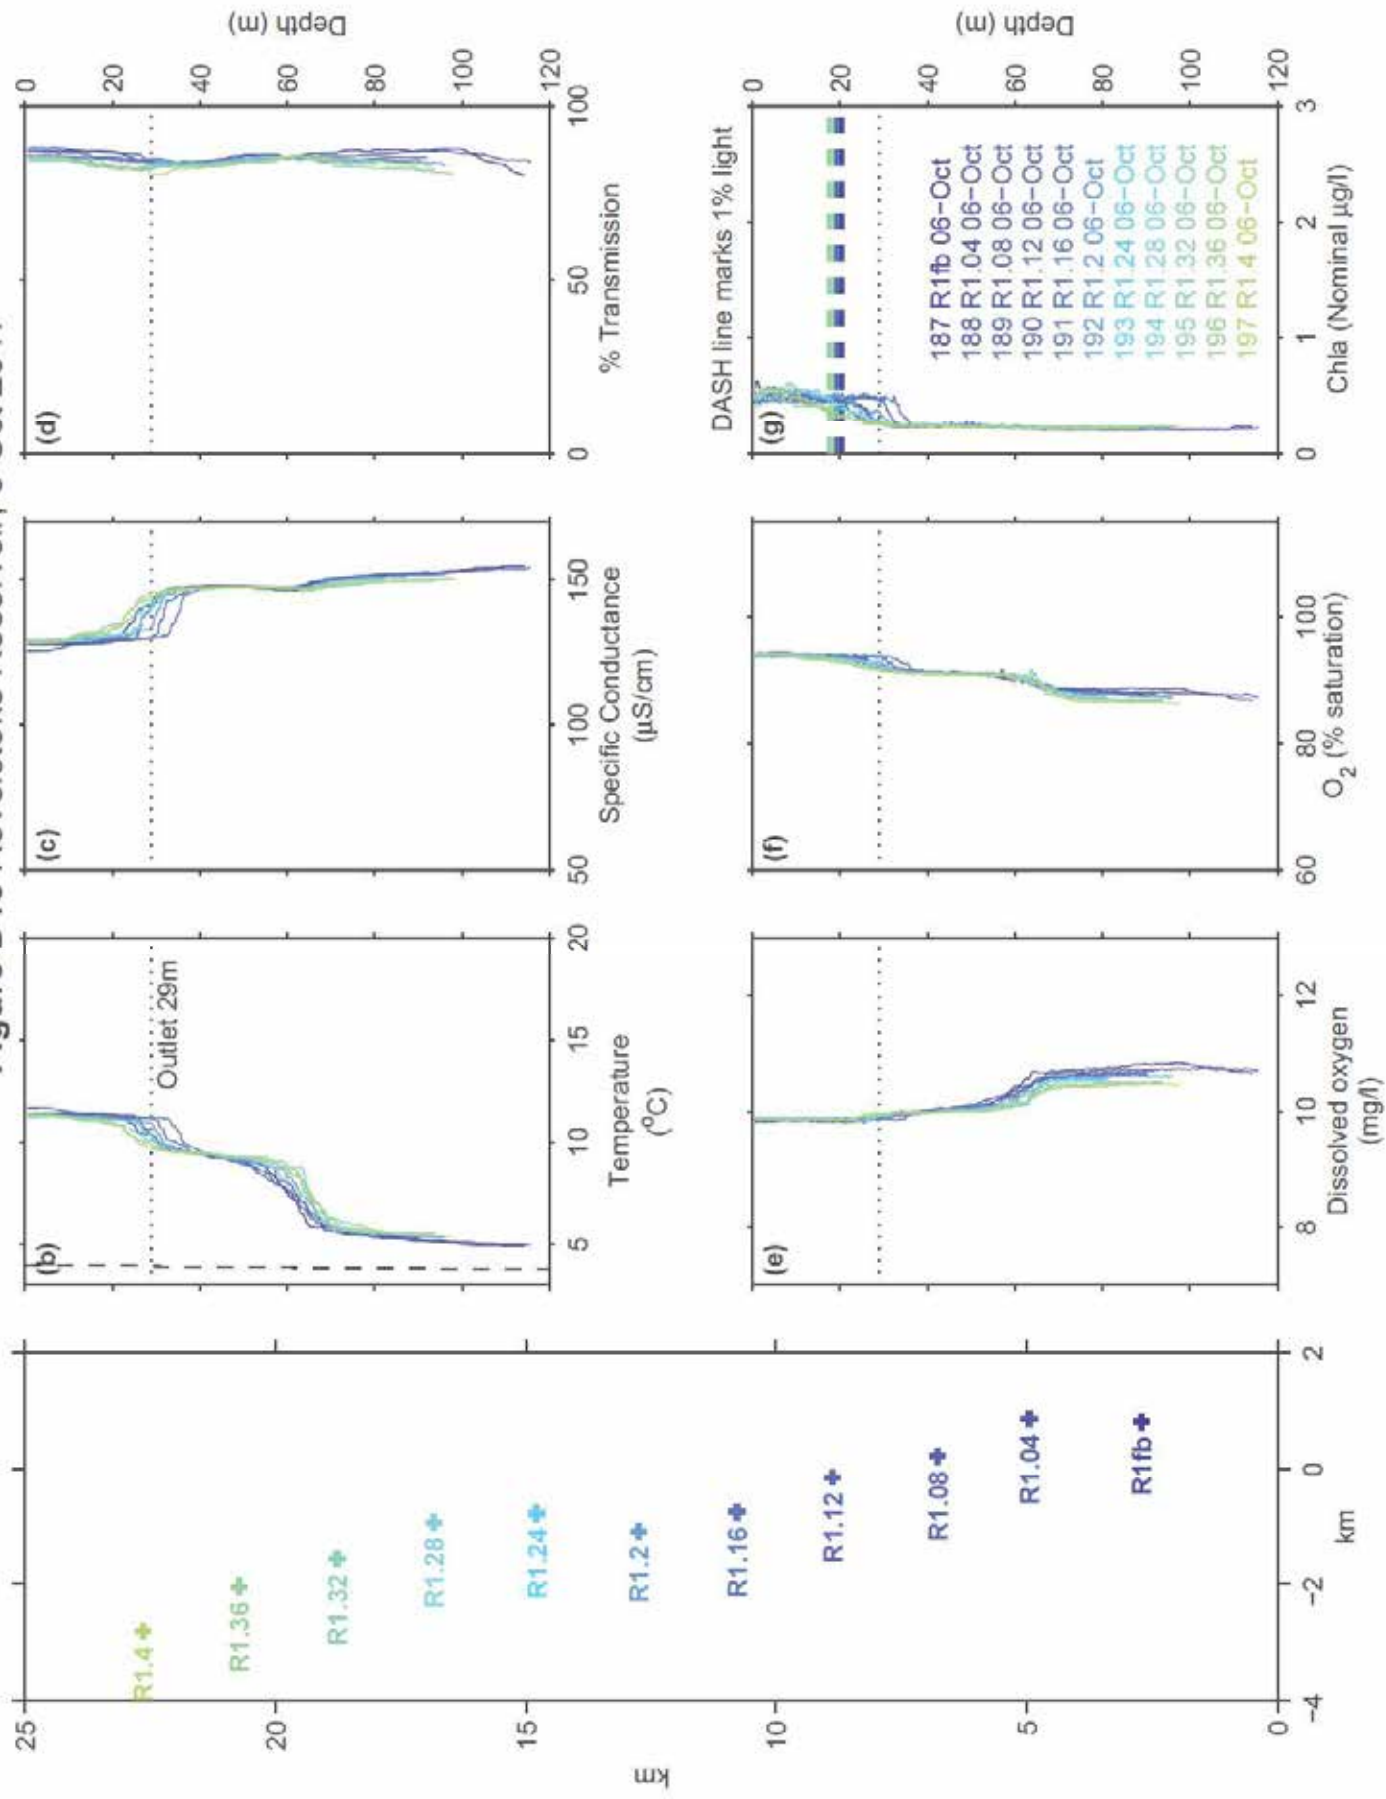 25
20
15
10
5
0
km
−4
−2
0
2
km
R1.4
R1.36
R1.32
R1.28
R1.24
R1.2
R1.16
R1.12
R1.08
R1.04
R1fb
(b)
Outlet 29m
5
10
15
20
Temperature
(°C)
(c)
50
100
150
Specific Conductance
(μS/cm)
(d)
0
50
100
% Transmission
0
20
40
60
80
100
120
Depth (m)
(e)
8
10
12
Dissolved oxygen
(mg/l)
(f)
60
80
100
O₂ (% saturation)
DASH line marks 1% light
(g)
187 R1fb 06−Oct
188 R1.04 06−Oct
189 R1.08 06−Oct
190 R1.12 06−Oct
191 R1.16 06−Oct
192 R1.2 06−Oct
193 R1.24 06−Oct
194 R1.28 06−Oct
195 R1.32 06−Oct
196 R1.36 06−Oct
197 R1.4 06−Oct
0
1
2
3
Chla (Nominal μg/l)
0
20
40
60
80
100
120
Depth (m)